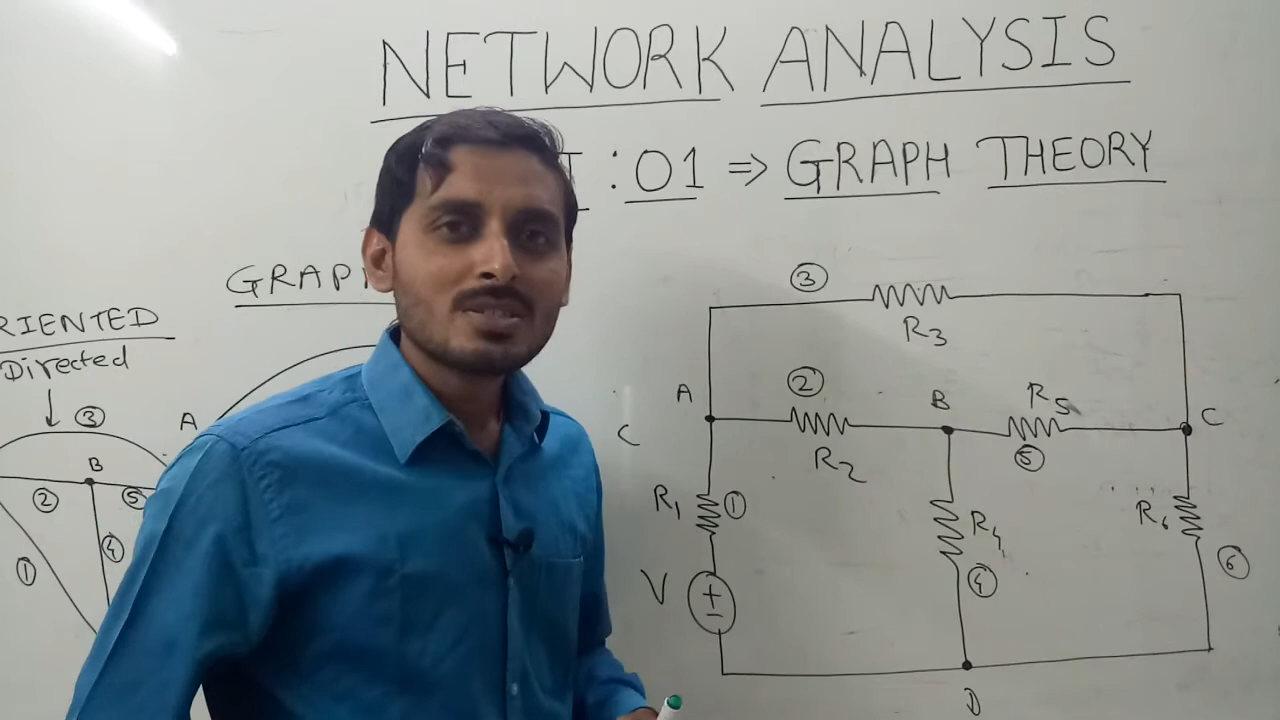 NETWORK ANALYSIS
: 01 ⇒ GRAPH THEORY
GRAP
RIENTED
Directed
③
A
B
②
⑤
①
④
C
③
R3
A
②
B
R5
C
R2
⑤
R1
①
R4
R6
④
⑥
V
+
-
D